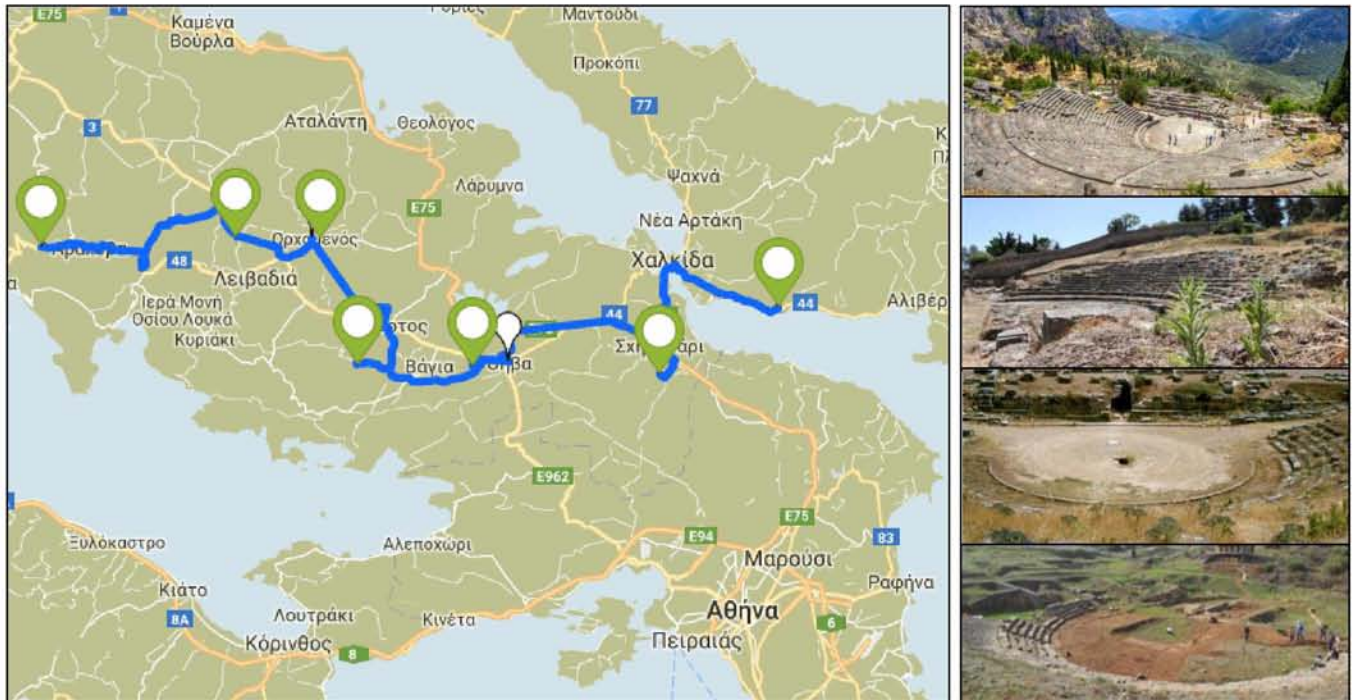 E75
Καμένα
Βούρλα
Μαντούδι
Προκόπι
77
3
Αταλάντη
Θεολόγος
Λάρυμνα
Ψαχνά
E75
Νέα Αρτάκη
Ορχομενός
Χαλκίδα
48
Λειβαδιά
44
44
Ιερά Μονή
Οσίου Λουκά
Κυριάκι
44
Βάγια
E962
E75
Ξυλόκαστρο
Αλεποχώρι
E94
83
Μαρούσι
Κιάτο
Ραφήνα
8A
Λουτράκι
Κινέτα
Αθήνα
6
Κόρινθος
8
Πειραιάς